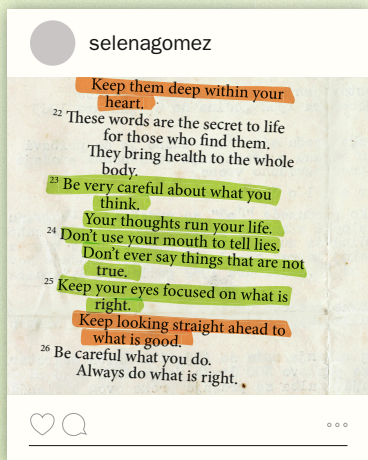 selenagomez
Keep them deep within your
heart.
22 These words are the secret to life
for those who find them.
They bring health to the whole
body.
23 Be very careful about what you
think.
Your thoughts run your life.
24 Don't use your mouth to tell lies.
Don't ever say things that are not
true.
25 Keep your eyes focused on what is
right.
Keep looking straight ahead to
what is good.
26 Be careful what you do.
Always do what is right.